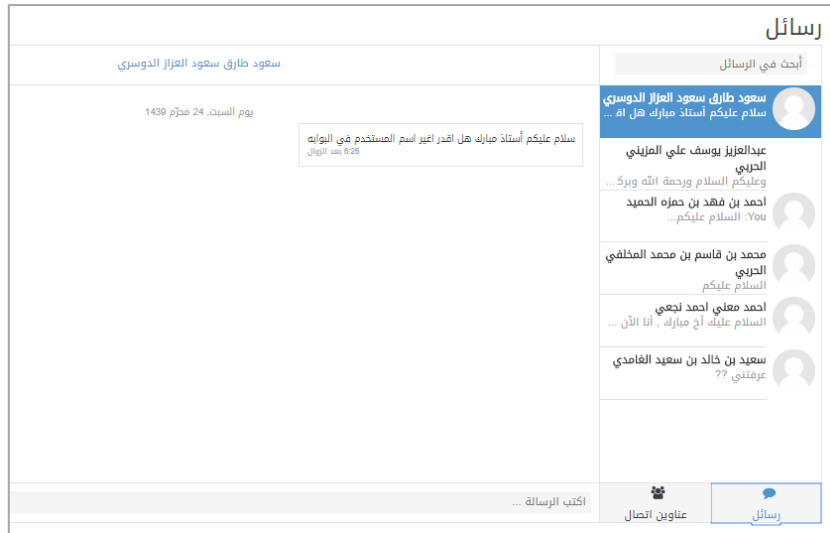 رسائل
أبحث في الرسائل
سعود طارق سعود العزاز الدوسري
سلام عليكم أستاذ مبارك هل اق ...
عبدالعزيز يوسف علي المزيني
الحربي
وعليكم السلام ورحمة الله وبرك ...
احمد بن فهد بن حمزه الحميد
You: السلام عليكم...
محمد بن قاسم بن محمد المخلفي
الحربي
السلام عليكم
احمد معني احمد نجعي
السلام عليك أخ مبارك , أنا الآن ...
سعيد بن خالد بن سعيد الغامدي
عرفتني ??
رسائل
عناوين اتصال
سعود طارق سعود العزاز الدوسري
يوم السبت, 24 محرّم 1439
سلام عليكم أستاذ مبارك هل اقدر اغير اسم المستخدم في البوابه
6:26 بعد الزوال
اكتب الرسالة ...